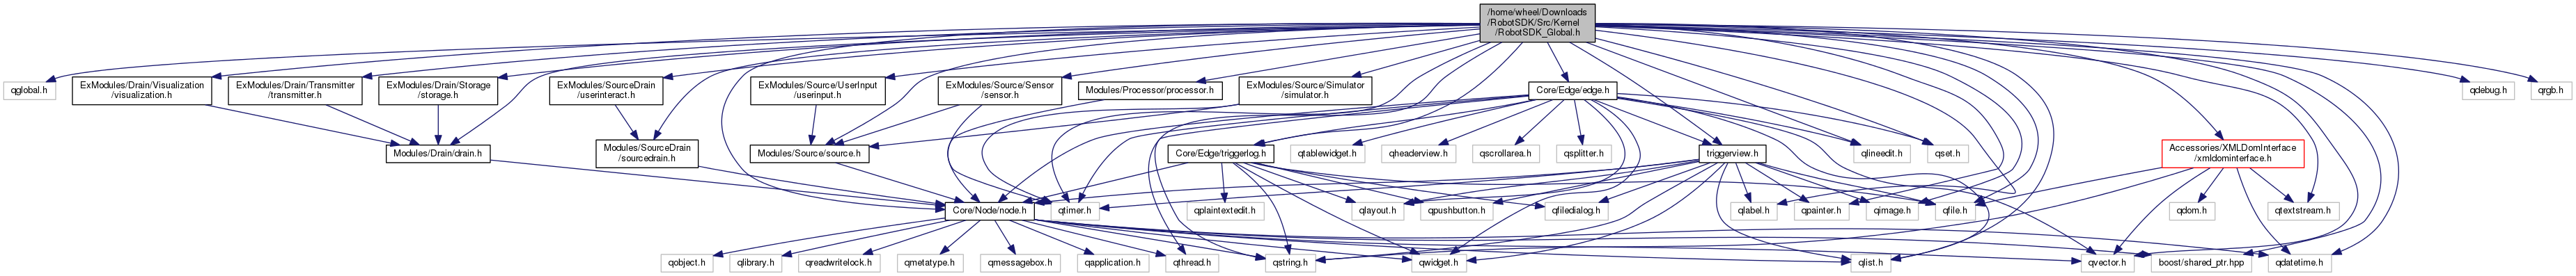 /home/wheel/Downloads
/RobotSDK/Src/Kernel
/RobotSDK_Global.h
qglobal.h
ExModules/Drain/Visualization
/visualization.h
ExModules/Drain/Transmitter
/transmitter.h
ExModules/Drain/Storage
/storage.h
ExModules/SourceDrain
/userinteract.h
ExModules/Source/UserInput
/userinput.h
ExModules/Source/Sensor
/sensor.h
Modules/Processor/processor.h
ExModules/Source/Simulator
/simulator.h
Core/Edge/edge.h
qdebug.h
qrgb.h
Modules/Drain/drain.h
Modules/SourceDrain
/sourcedrain.h
Modules/Source/source.h
Core/Edge/triggerlog.h
qtablewidget.h
qheaderview.h
qscrollarea.h
qsplitter.h
triggerview.h
qlineedit.h
qset.h
Accessories/XMLDomInterface
/xmldominterface.h
Core/Node/node.h
qtimer.h
qplaintextedit.h
qlayout.h
qpushbutton.h
qfiledialog.h
qlabel.h
qpainter.h
qimage.h
qfile.h
qdom.h
qtextstream.h
qobject.h
qlibrary.h
qreadwritelock.h
qmetatype.h
qmessagebox.h
qapplication.h
qthread.h
qstring.h
qwidget.h
qlist.h
qvector.h
boost/shared_ptr.hpp
qdatetime.h